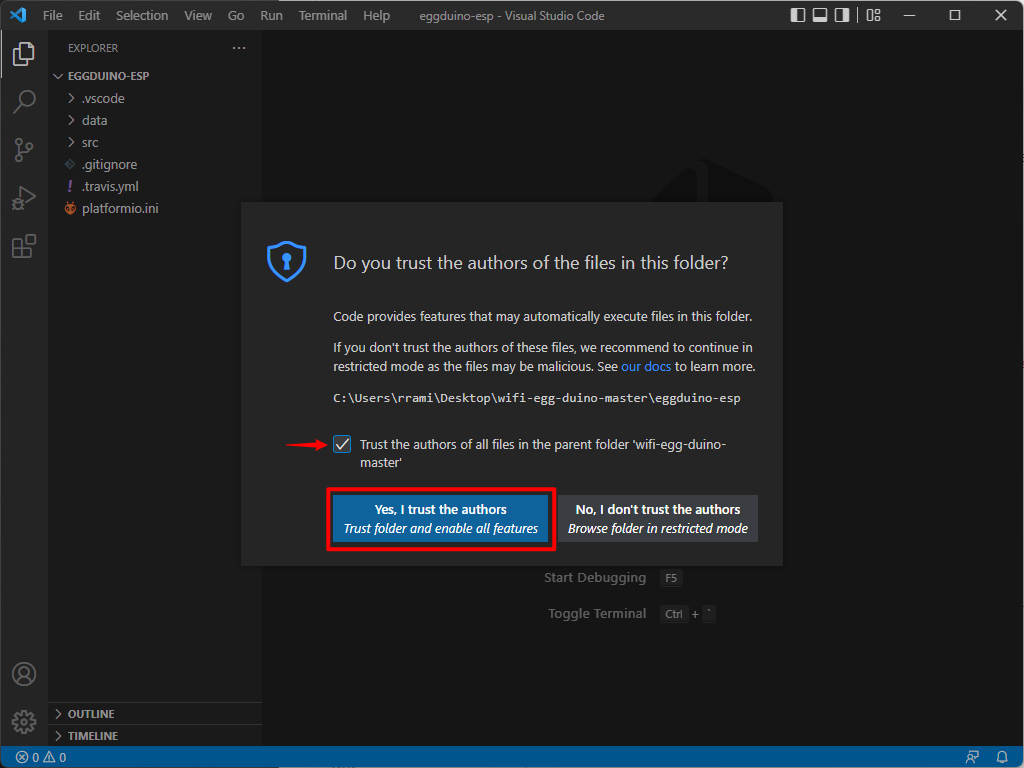 File Edit Selection View Go Run Terminal Help eggduino-esp - Visual Studio Code
EXPLORER
EGGDUINO-ESP
.vscode
data
src
.gitignore
! .travis.yml
platformio.ini
Do you trust the authors of the files in this folder?
Code provides features that may automatically execute files in this folder.
If you don't trust the authors of these files, we recommend to continue in
restricted mode as the files may be malicious. See our docs to learn more.
C:\Users\rrami\Desktop\wifi-egg-duino-master\eggduino-esp
Trust the authors of all files in the parent folder 'wifi-egg-duino-
master'
Yes, I trust the authors
Trust folder and enable all features
No, I don't trust the authors
Browse folder in restricted mode
Start Debugging F5
Toggle Terminal Ctrl + `
OUTLINE
TIMELINE
0 0